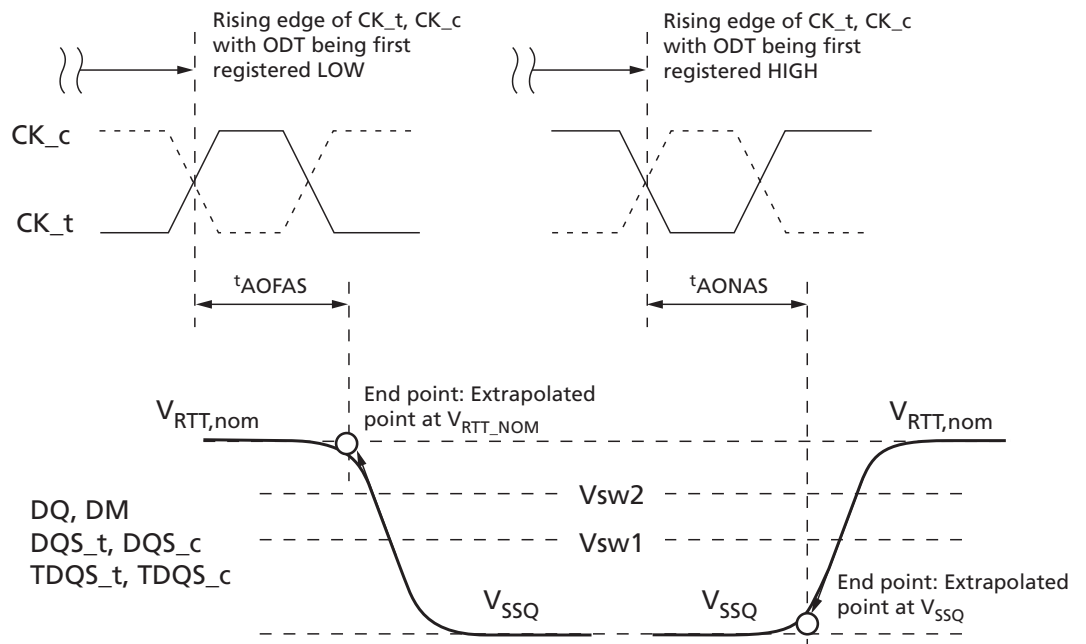 Rising edge of CK_t, CK_c
with ODT being first
registered LOW
Rising edge of CK_t, CK_c
with ODT being first
registered HIGH
CK_c
CK_t
tAOFAS
tAONAS
End point: Extrapolated
point at VRTT_NOM
VRTT,nom
VRTT,nom
Vsw2
Vsw1
DQ, DM
DQS_t, DQS_c
TDQS_t, TDQS_c
VSSQ
VSSQ
End point: Extrapolated
point at VSSQ